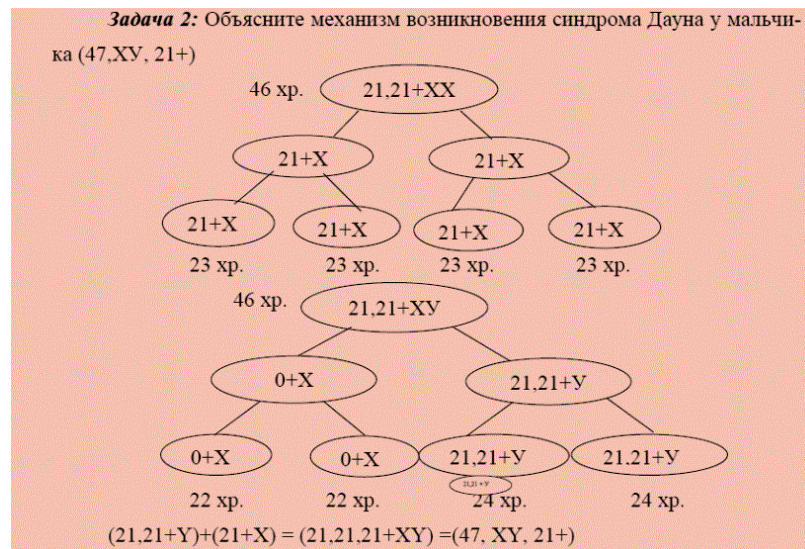 Задача 2: Объясните механизм возникновения синдрома Дауна у мальчи-
ка (47,ХУ, 21+)
46 хр. 21,21+ХХ
21+Х 21+Х
21+Х 21+Х 21+Х 21+Х
23 хр. 23 хр. 23 хр. 23 хр.
46 хр. 21,21+ХУ
0+Х 21,21+У
0+Х 0+Х 21,21+У 21,21+У
21,21 + У
22 хр. 22 хр. 24 хр. 24 хр.
(21,21+Y)+(21+X) = (21,21,21+XY) =(47, XY, 21+)